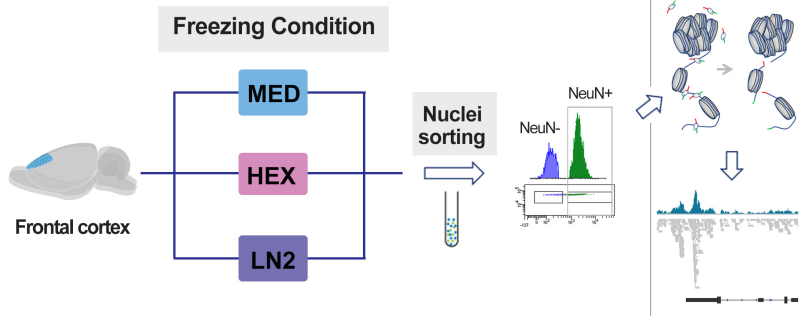 Freezing Condition
MED
HEX
LN2
Frontal cortex
Nuclei
sorting
NeuN-
NeuN+